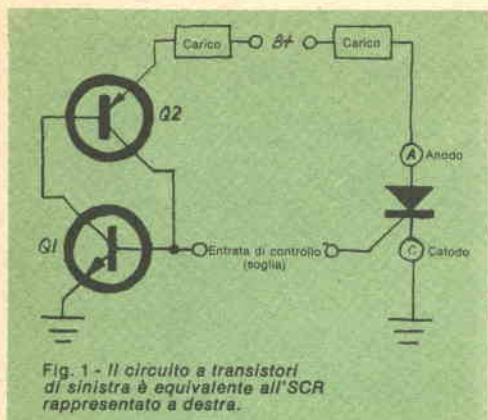 Carico
B+
Carico
Q2
A
Anodo
Q1
Entrata di controllo
(soglia)
C
Catodo
Fig. 1 - Il circuito a transistori
di sinistra è equivalente all'SCR
rappresentato a destra.